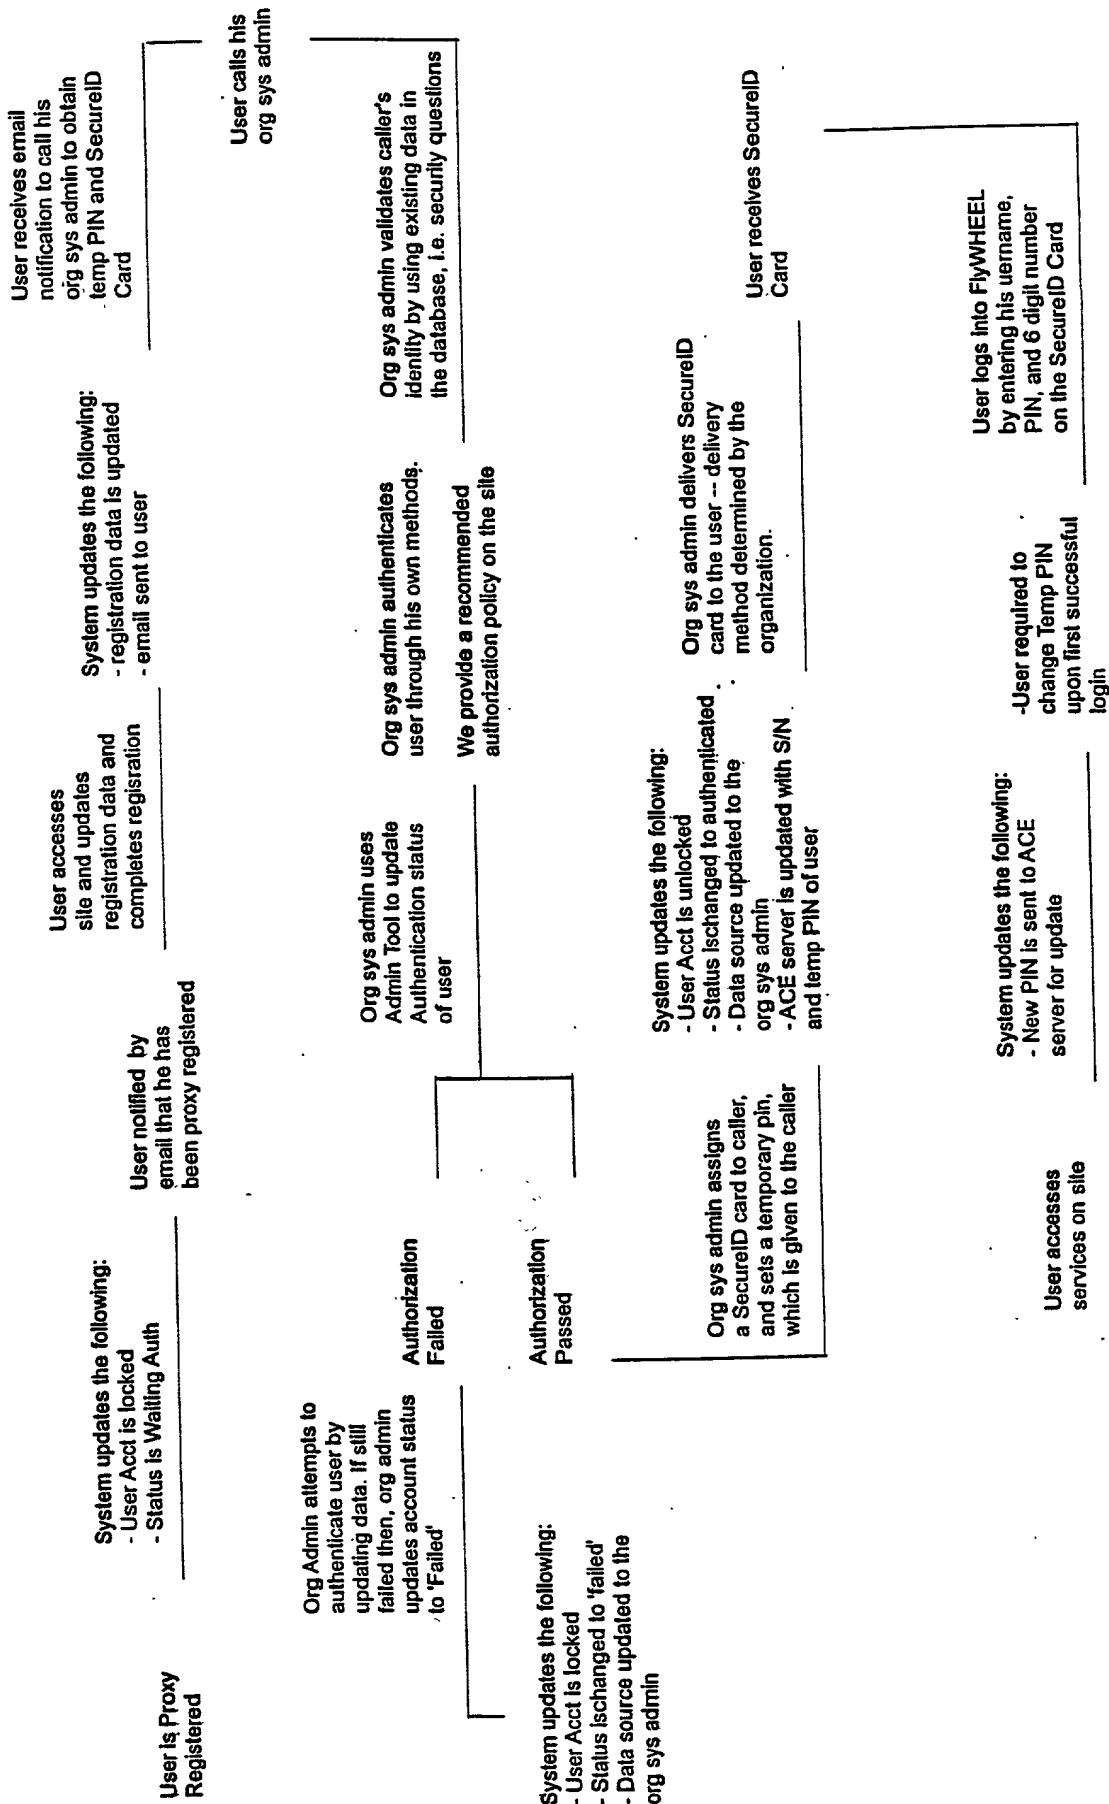 User is Proxy
Registered
System updates the following:
- User Acct is locked
- Status is Waiting Auth
User notified by
email that he has
been proxy registered
User accesses
site and updates
registration data and
completes regisration
System updates the following:
- registration data is updated
- email sent to user
User receives email
notification to call his
org sys admin to obtain
temp PIN and SecureID
Card
User calls his
org sys admin
Org sys admin validates caller's
identity by using existing data in
the database, i.e. security questions
Org sys admin authenticates
user through his own methods.
We provide a recommended
authorization policy on the site
Org sys admin uses
Admin Tool to update
Authentication status
of user
Authorization
Failed
Authorization
Passed
Org Admin attempts to
authenticate user by
updating data. If still
failed then, org admin
updates account status
to 'Failed'
System updates the following:
- User Acct is locked
- Status ischanged to 'failed'
- Data source updated to the
org sys admin
Org sys admin assigns
a SecureID card to caller,
and sets a temporary pin,
which is given to the caller
System updates the following:
- User Acct is unlocked
- Status ischanged to authenticated
- Data source updated to the
org sys admin
- ACE server is updated with S/N
and temp PIN of user
Org sys admin delivers SecureID
card to the user -- delivery
method determined by the
organization.
User receives SecureID
Card
User logs into FlyWHEEL
by entering his uername,
PIN, and 6 digit number
on the SecureID Card
-User required to
change Temp PIN
upon first successful
login
System updates the following:
- New PIN is sent to ACE
server for update
User accesses
services on site